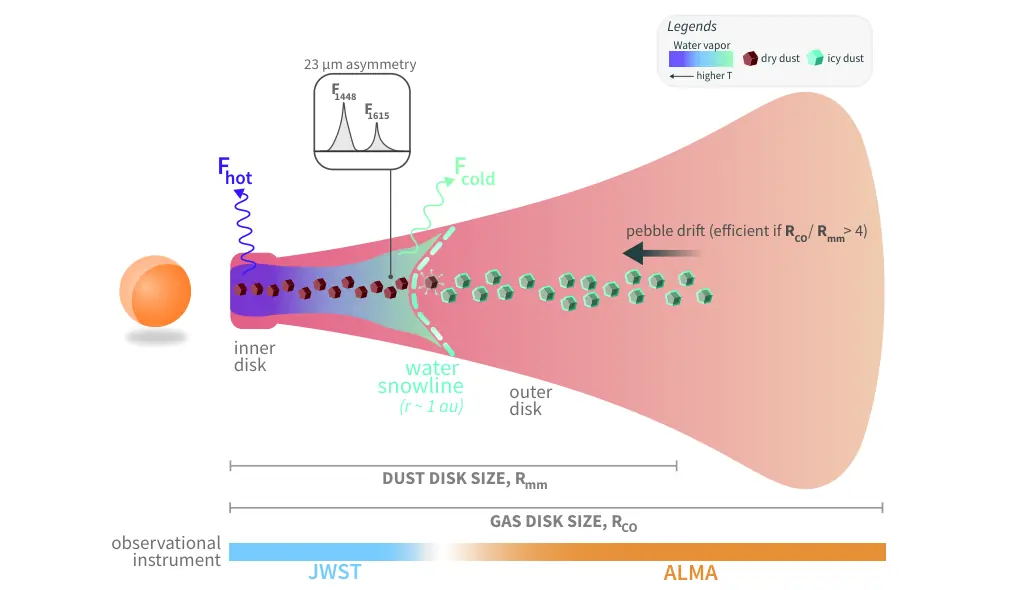 Legends
Water vapor
dry dust
icy dust
higher T
23 μm asymmetry
F1448
F1615
Fhot
Fcold
pebble drift (efficient if RCO/ Rmm> 4)
inner
disk
water
snowline
(r ~ 1 au)
outer
disk
DUST DISK SIZE, Rmm
GAS DISK SIZE, RCO
observational
instrument
JWST
ALMA